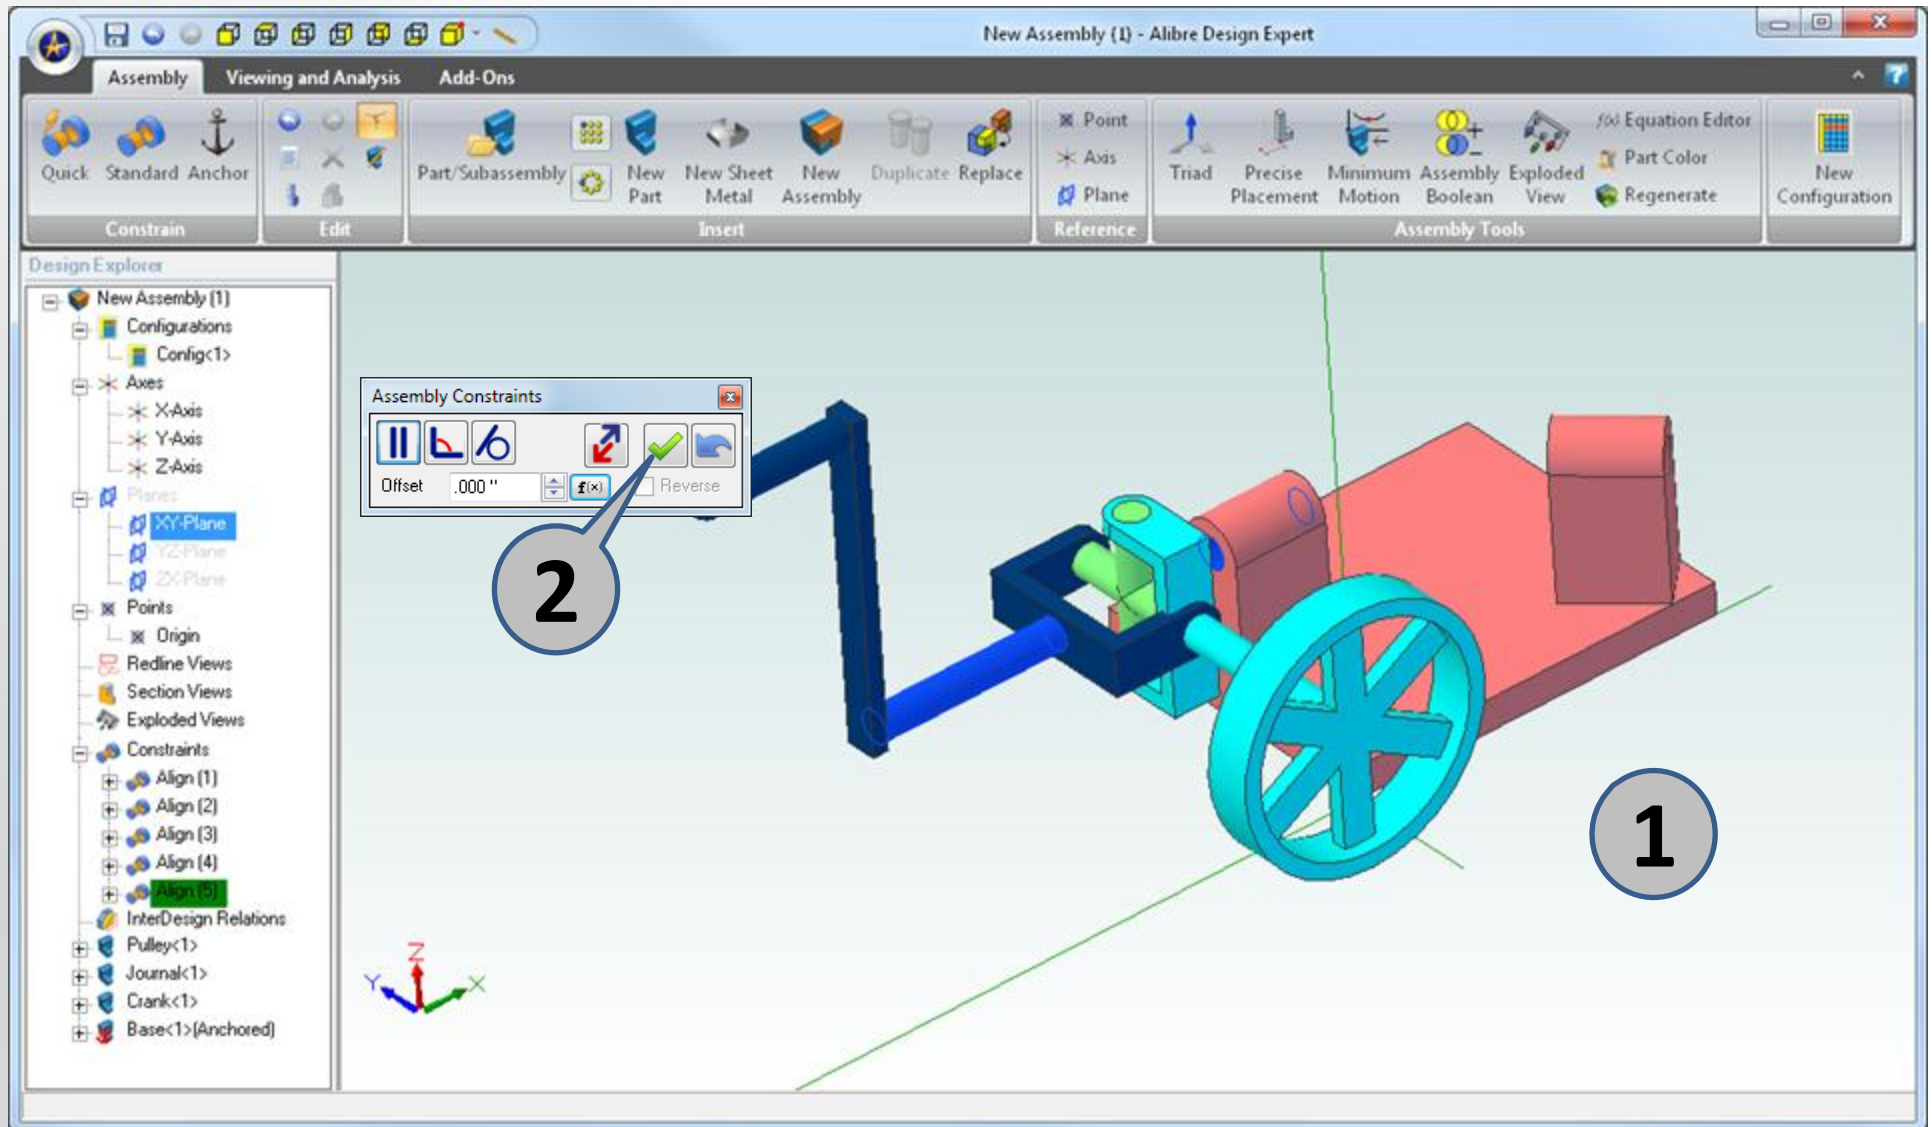 New Assembly (1) - Alibre Design Expert
Assembly Viewing and Analysis Add-Ons
Quick Standard Anchor
Constrain
Edit
Part/Subassembly New Part New Sheet Metal New Assembly Duplicate Replace
Insert
Point
Axis
Plane
Reference
Triad Precise Placement Minimum Motion Assembly Boolean Exploded View
f(x) Equation Editor
Part Color
Regenerate
Assembly Tools
New Configuration
Design Explorer
New Assembly (1)
Configurations
Config<1>
Axes
X-Axis
Y-Axis
Z-Axis
Planes
XY-Plane
YZ-Plane
ZX-Plane
Points
Origin
Redline Views
Section Views
Exploded Views
Constraints
Align (1)
Align (2)
Align (3)
Align (4)
Align (5)
InterDesign Relations
Pulley<1>
Journal<1>
Crank<1>
Base<1>(Anchored)
Assembly Constraints
Offset .000 " f(x) Reverse
2
1
Z
Y
X
?